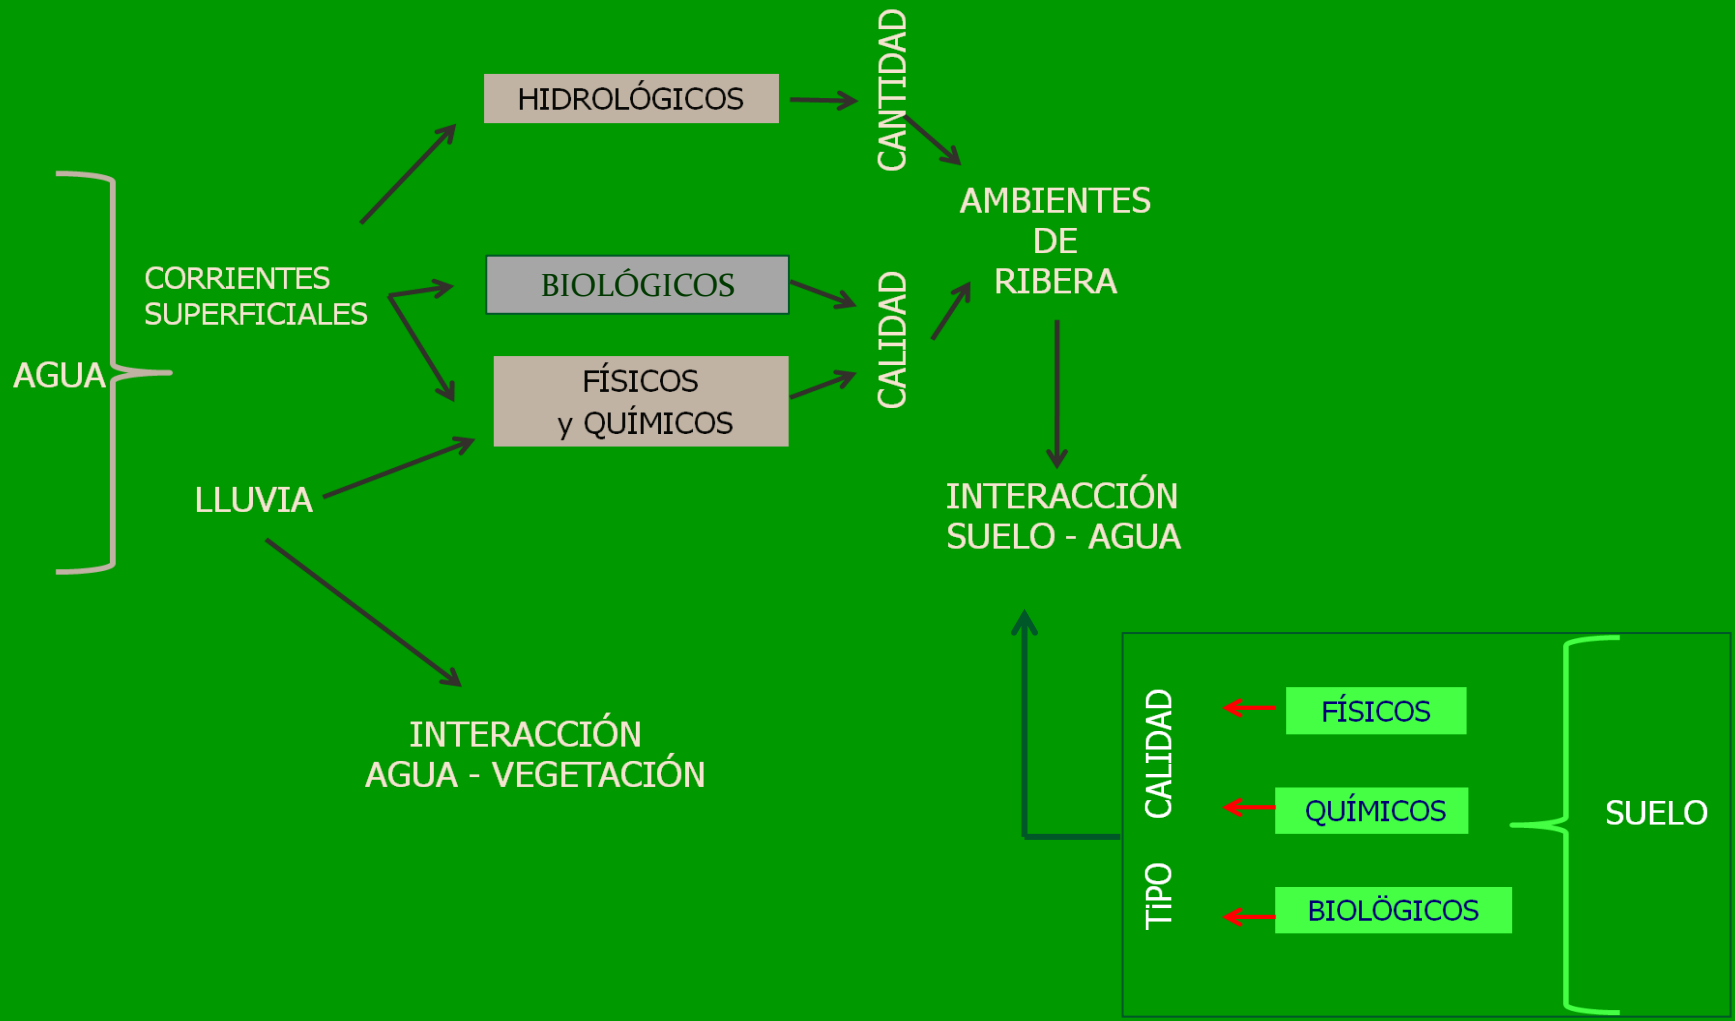 CANTIDAD
HIDROLÓGICOS
AMBIENTES
DE
RIBERA
CORRIENTES
SUPERFICIALES
BIOLÓGICOS
CALIDAD
AGUA
FÍSICOS
y QUÍMICOS
LLUVIA
INTERACCIÓN
SUELO - AGUA
INTERACCIÓN
AGUA - VEGETACIÓN
TiPO CALIDAD
FÍSICOS
QUÍMICOS
BIOLÖGICOS
SUELO